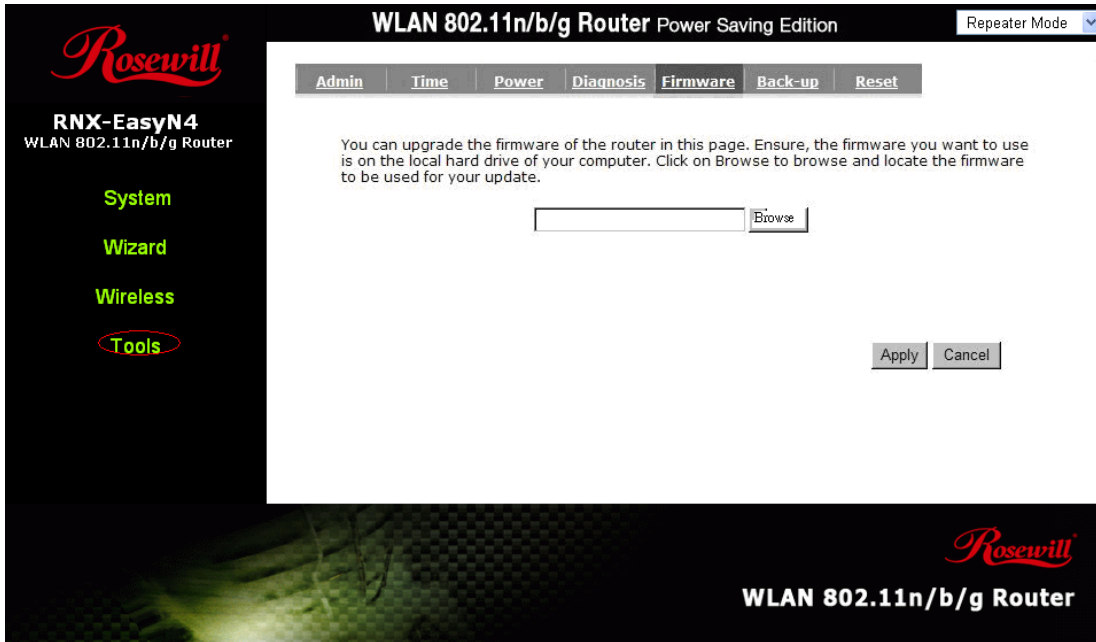 Rosewill
WLAN 802.11n/b/g Router Power Saving Edition
Repeater Mode
Admin Time Power Diagnosis Firmware Back-up Reset
RNX-EasyN4
WLAN 802.11n/b/g Router
System
Wizard
Wireless
Tools
You can upgrade the firmware of the router in this page. Ensure, the firmware you want to use
is on the local hard drive of your computer. Click on Browse to browse and locate the firmware
to be used for your update.
Browse
Apply Cancel
Rosewill
WLAN 802.11n/b/g Router